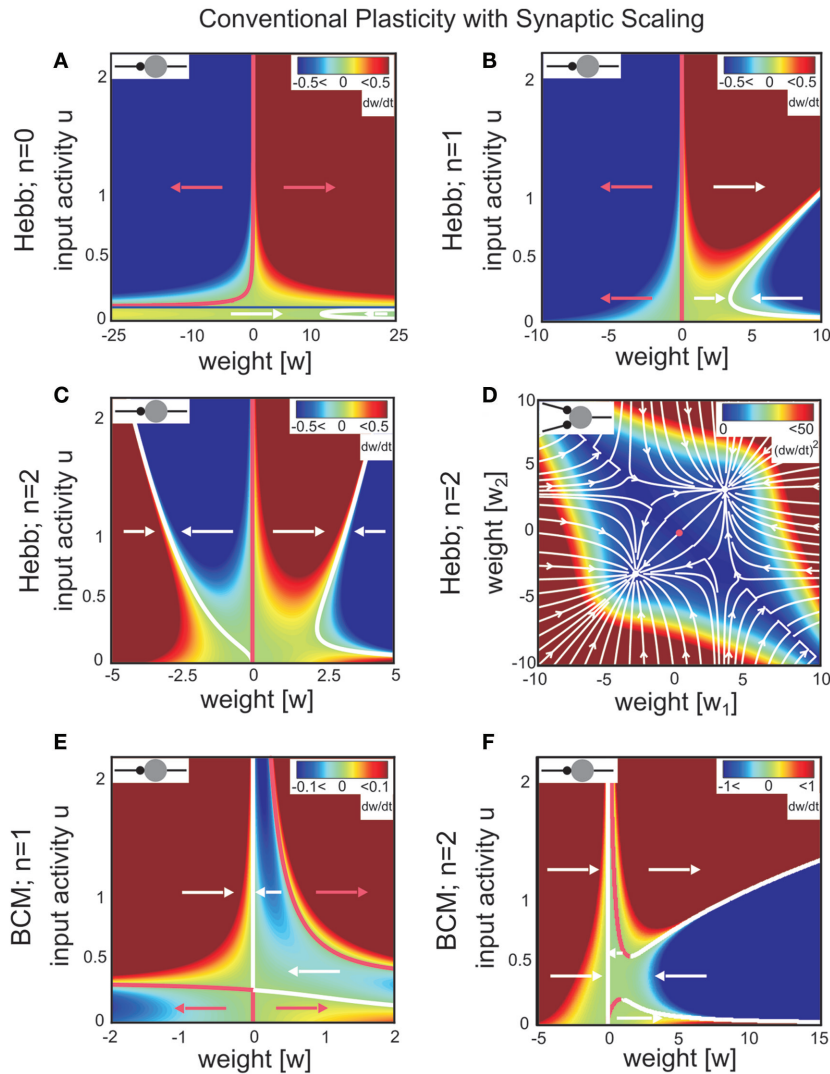 Conventional Plasticity with Synaptic Scaling
A
Hebb; n=0
input activity u
2
1
0.5
0
-0.5< 0 <0.5
dw/dt
-25 -10 0 10 25
weight [w]
B
Hebb; n=1
input activity u
2
1
0.5
0
-0.5< 0 <0.5
dw/dt
-10 -5 0 5 10
weight [w]
C
Hebb; n=2
input activity u
2
1
0.5
0
-0.5< 0 <0.5
dw/dt
-5 -2.5 0 2.5 5
weight [w]
D
Hebb; n=2
weight [w2]
10
5
0
-5
-10
0 <50
(dw/dt)2
-10 -5 0 5 10
weight [w1]
E
BCM; n=1
input activity u
2
1
0.5
0
-0.1< 0 <0.1
dw/dt
-2 -1 0 1 2
weight [w]
F
BCM; n=2
input activity u
2
1
0.5
0
-1< 0 <1
dw/dt
-5 0 5 10 15
weight [w]